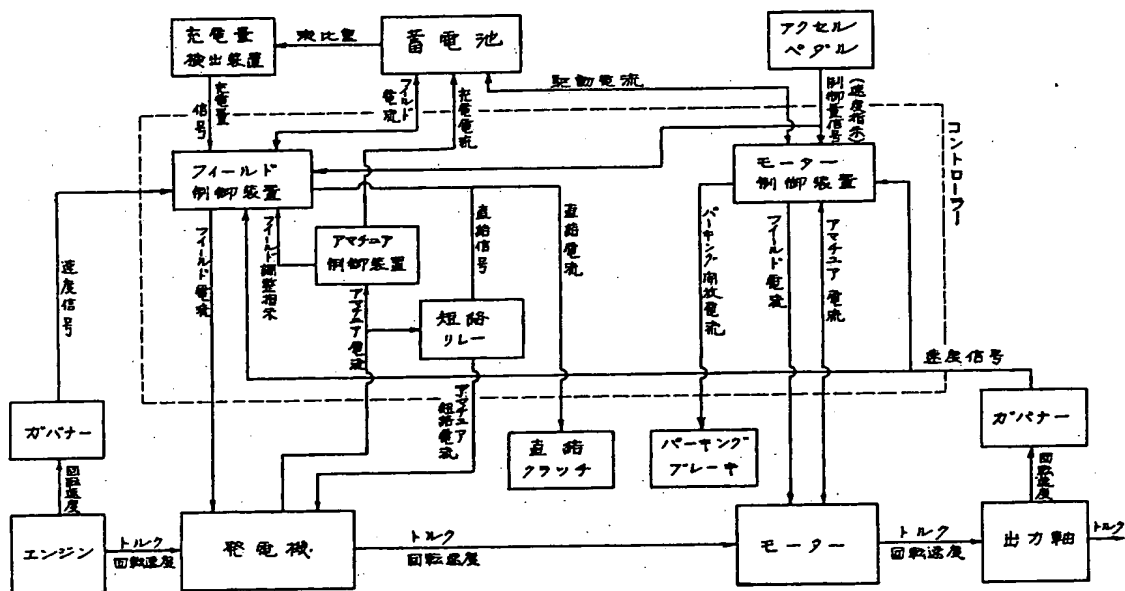 充電量
検出装置
液比重
蓄電池
アクセル
ペダル
駆動電流
充電量
信号
フィールド
電流
充電電流
制御量信号
(速度指示)
コントローラー
フィールド
制御装置
モーター
制御装置
アマチュア
制御装置
フィールド電流
フィールド調整指示
アマチュア電流
直結信号
直結電流
短絡
リレー
パーキング開放電流
フィールド電流
アマチュア電流
速度信号
速度信号
アマチュア
短絡電流
ガバナー
ガバナー
直結
クラッチ
パーキング
ブレーキ
回転速度
回転速度
エンジン
トルク
回転速度
発電機
トルク
回転速度
モーター
トルク
回転速度
出力軸
トルク